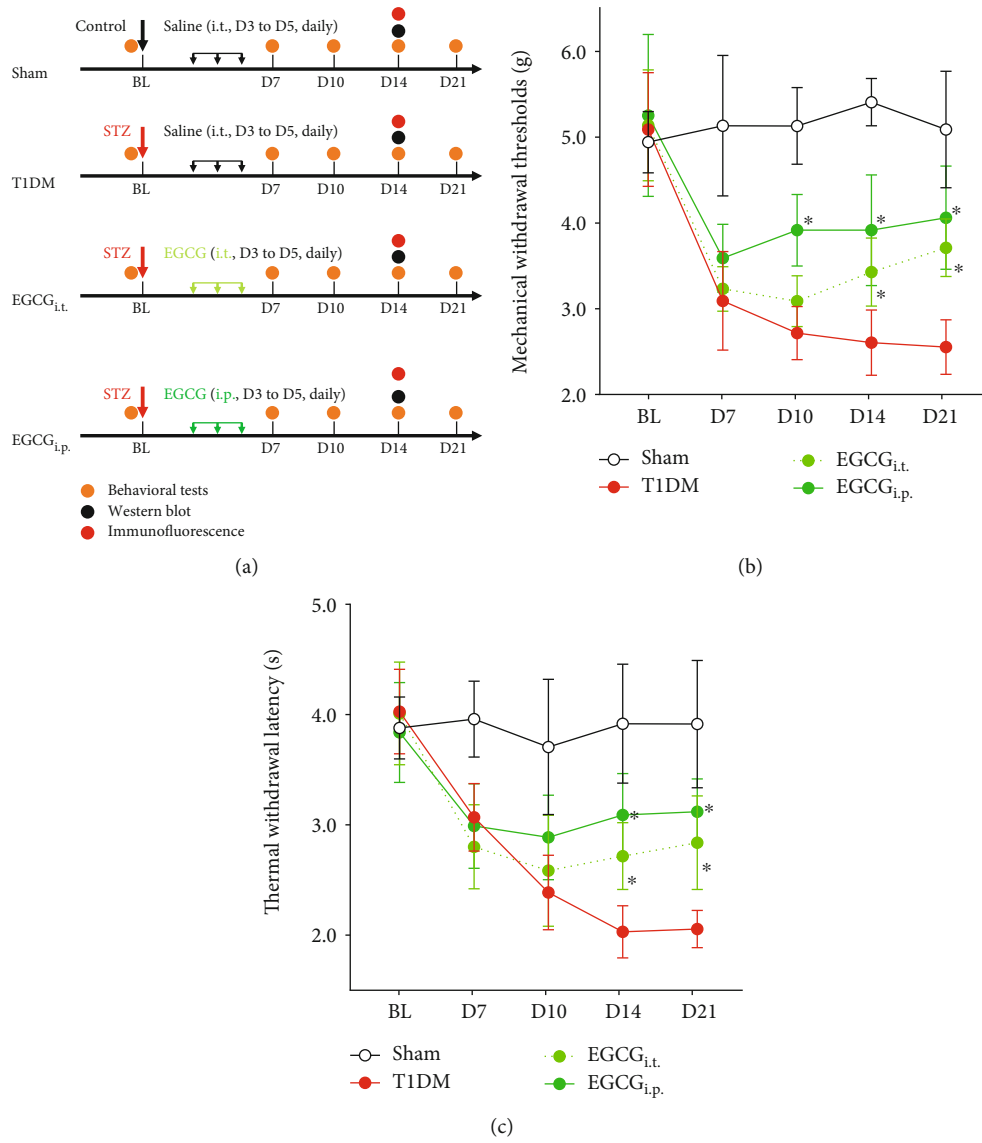 Control
Saline (i.t., D3 to D5, daily)
Sham
BL
D7
D10
D14
D21
STZ
Saline (i.t., D3 to D5, daily)
T1DM
BL
D7
D10
D14
D21
STZ
EGCG (i.t., D3 to D5, daily)
EGCGi.t.
BL
D7
D10
D14
D21
STZ
EGCG (i.p., D3 to D5, daily)
EGCGi.p.
BL
D7
D10
D14
D21
Behavioral tests
Western blot
Immunofluorescence
(a)
Mechanical withdrawal thresholds (g)
6.0
5.0
4.0
3.0
2.0
*
*
*
*
*
BL
D7
D10
D14
D21
Sham
T1DM
EGCGi.t.
EGCGi.p.
(b)
Thermal withdrawal latency (s)
5.0
4.0
3.0
2.0
*
*
*
*
BL
D7
D10
D14
D21
Sham
T1DM
EGCGi.t.
EGCGi.p.
(c)